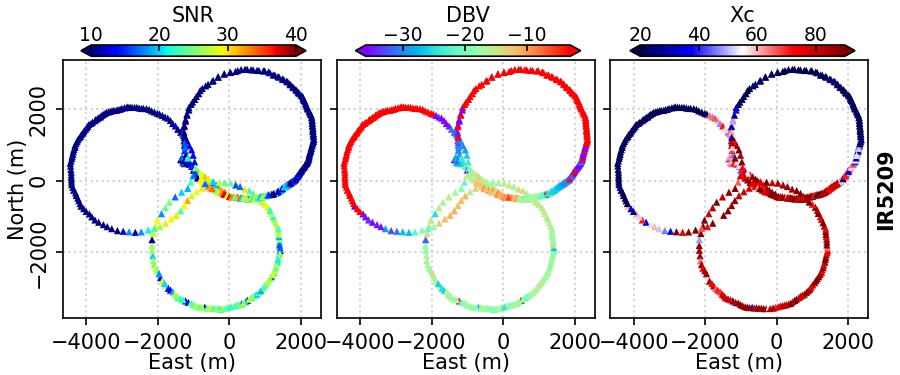 SNR DBV Xc
10 20 30 40 −30 −20 −10 20 40 60 80
2000
0
−2000
North (m)
IR5209
−4000 −2000 0 2000 −4000 −2000 0 2000 −4000 −2000 0 2000
East (m) East (m) East (m)